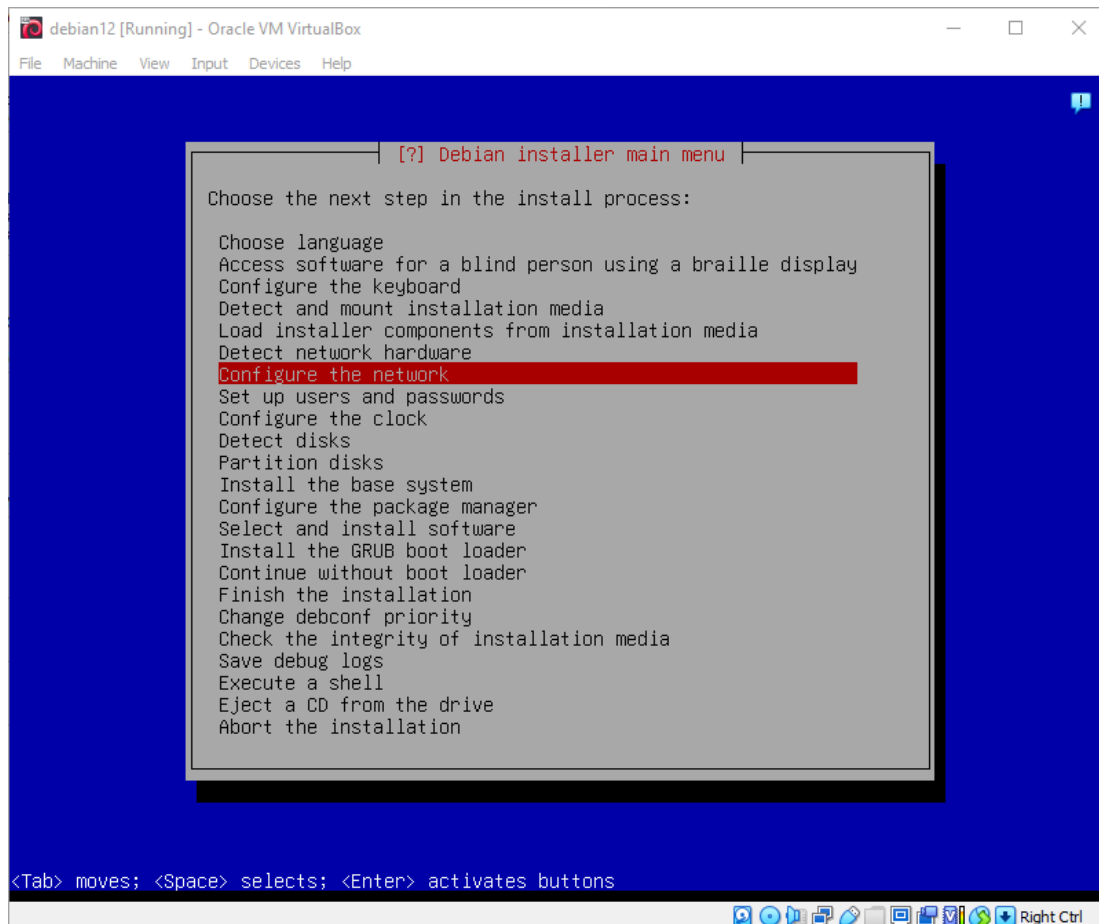 debian12 [Running] - Oracle VM VirtualBox
File Machine View Input Devices Help
[?] Debian installer main menu
Choose the next step in the install process:
Choose language
Access software for a blind person using a braille display
Configure the keyboard
Detect and mount installation media
Load installer components from installation media
Detect network hardware
Configure the network
Set up users and passwords
Configure the clock
Detect disks
Partition disks
Install the base system
Configure the package manager
Select and install software
Install the GRUB boot loader
Continue without boot loader
Finish the installation
Change debconf priority
Check the integrity of installation media
Save debug logs
Execute a shell
Eject a CD from the drive
Abort the installation
<Tab> moves; <Space> selects; <Enter> activates buttons
Right Ctrl